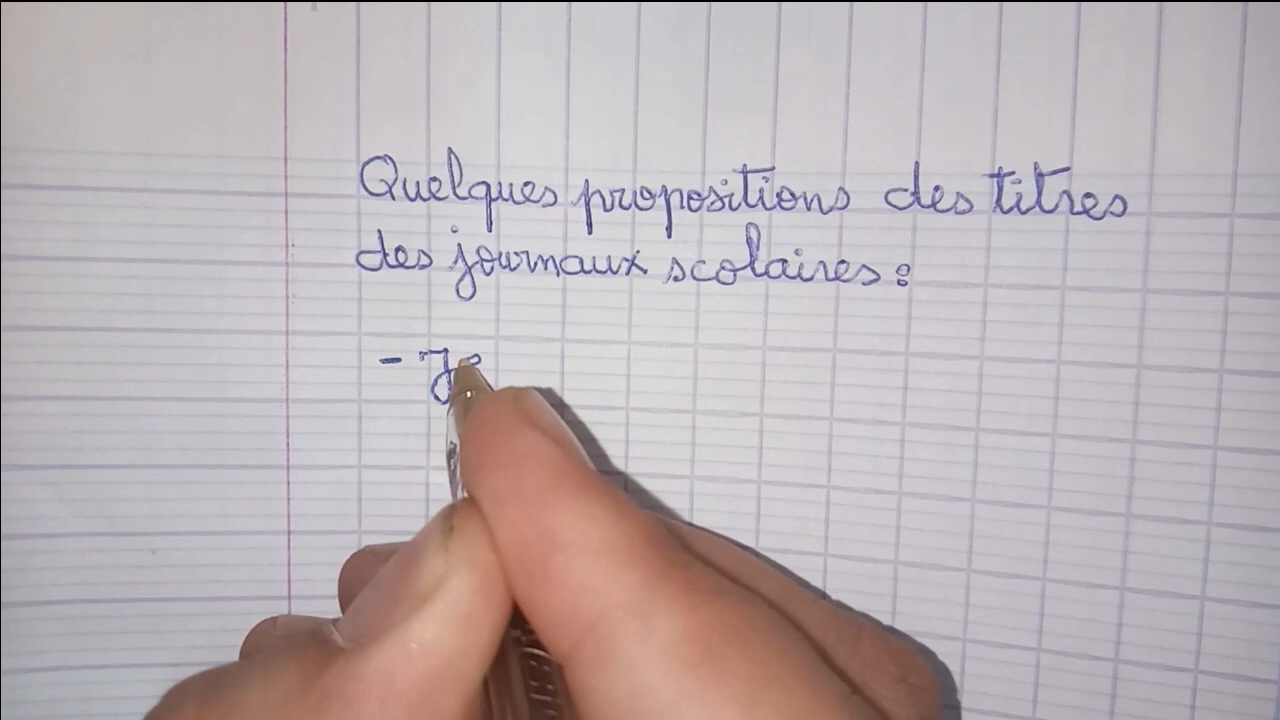 Quelques propositions des titres
des journaux scolaires :
-